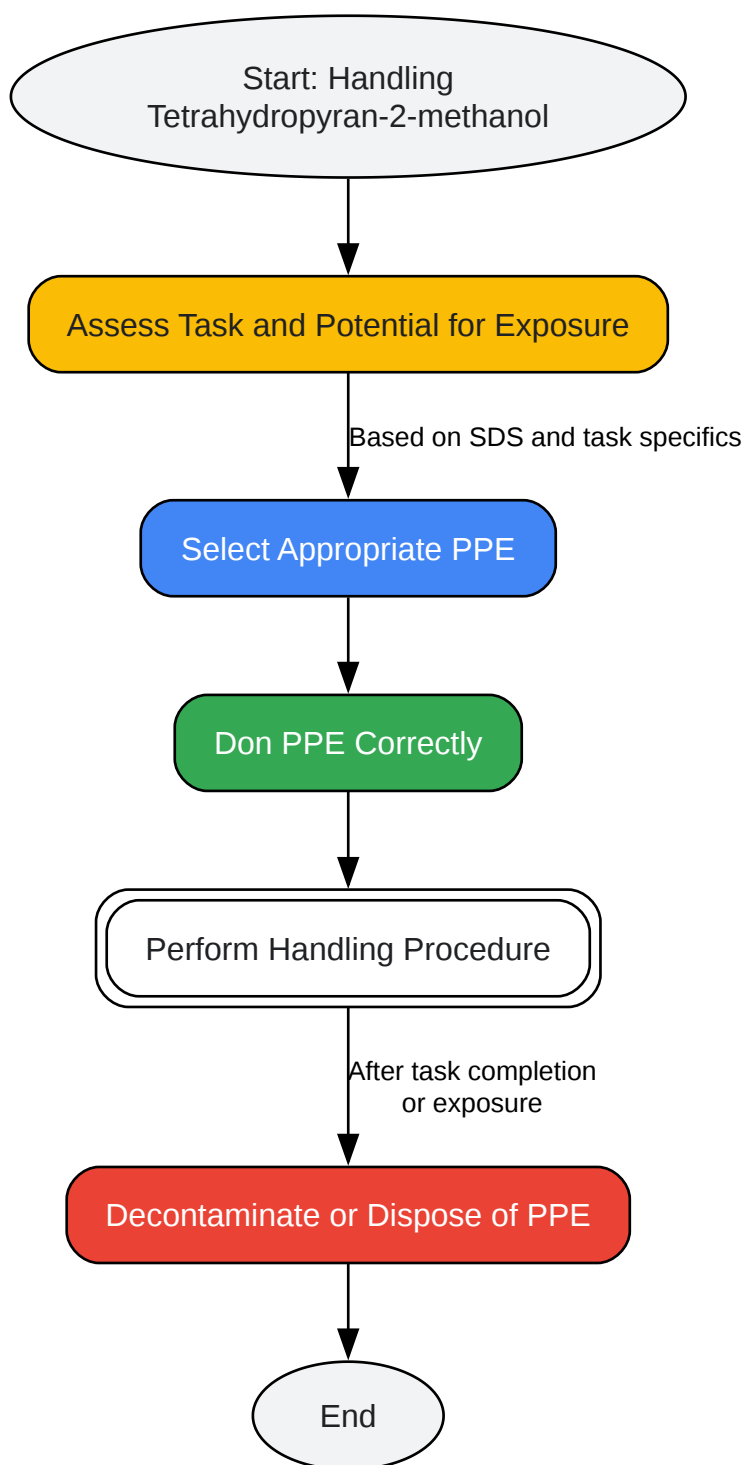 Start: Handling
Tetrahydropyran-2-methanol
Assess Task and Potential for Exposure
Based on SDS and task specifics
Select Appropriate PPE
Don PPE Correctly
Perform Handling Procedure
After task completion
or exposure
Decontaminate or Dispose of PPE
End